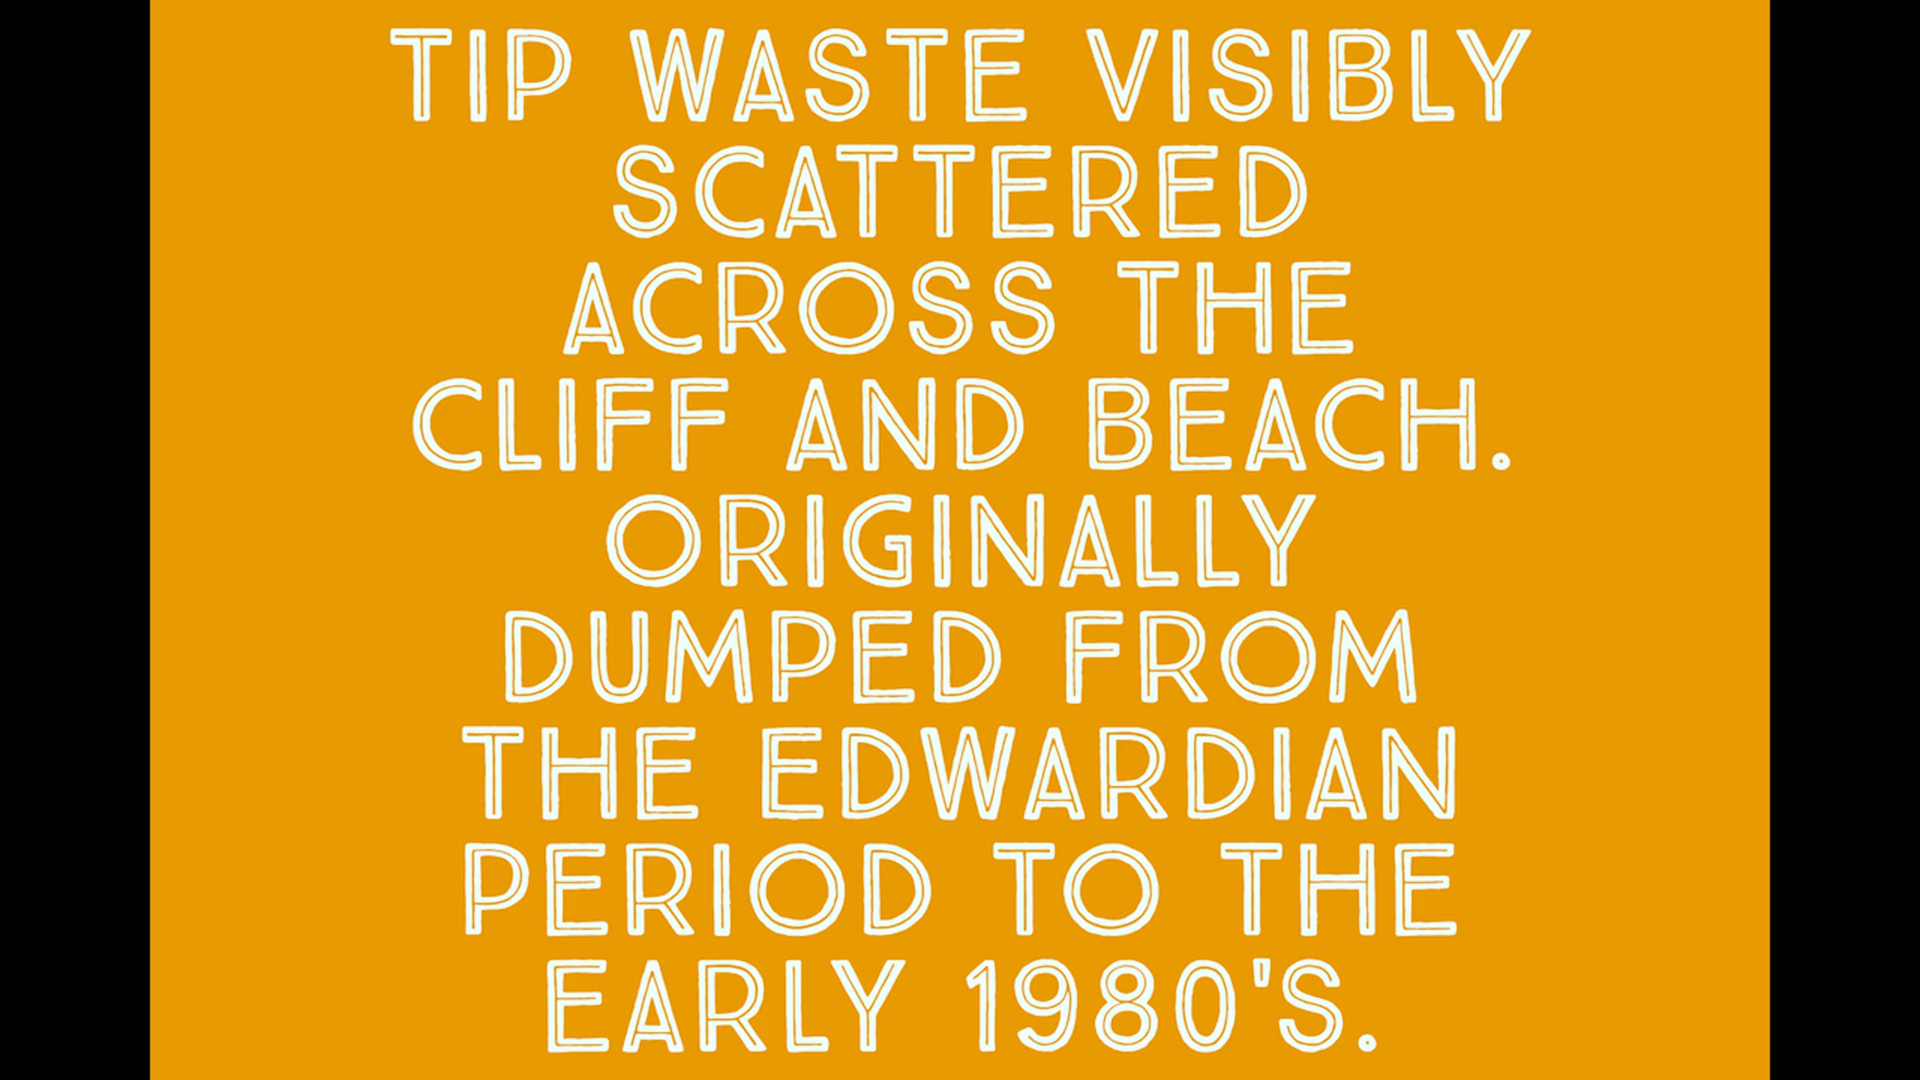 TIP WASTE VISIBLY
SCATTERED
ACROSS THE
CLIFF AND BEACH.
ORIGINALLY
DUMPED FROM
THE EDWARDIAN
PERIOD TO THE
EARLY 1980'S.